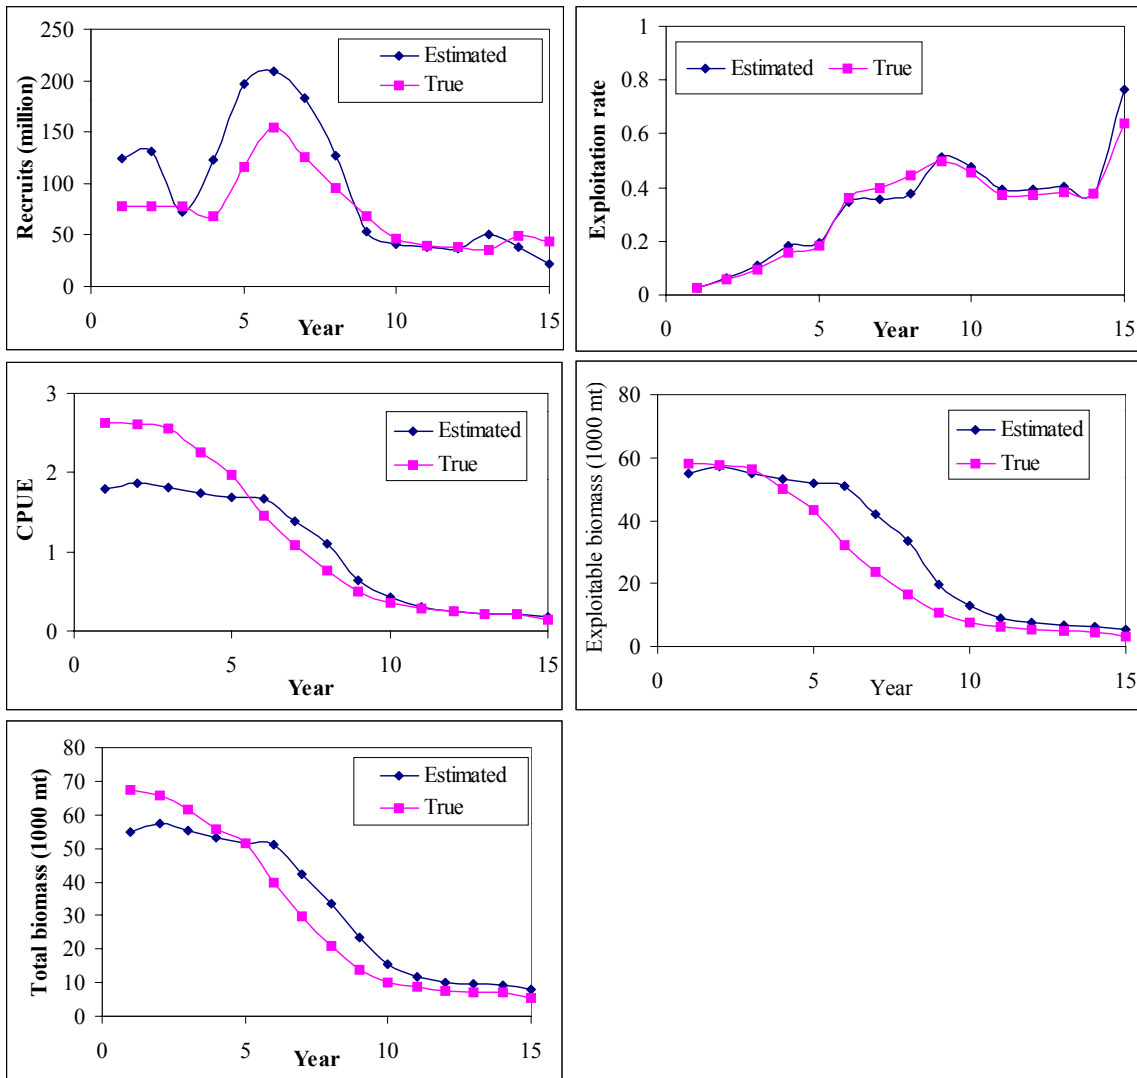 Recruits (million)
250
200
150
100
50
0
0 5 10 15
Year
Estimated
True
Exploitation rate
1
0.8
0.6
0.4
0.2
0
0 5 10 15
Year
Estimated True
CPUE
3
2
1
0
0 5 10 15
Year
Estimated
True
Exploitable biomass (1000 mt)
80
60
40
20
0
0 5 10 15
Year
Estimated
True
Total biomass (1000 mt)
80
70
60
50
40
30
20
10
0
0 5 10 15
Year
Estimated
True